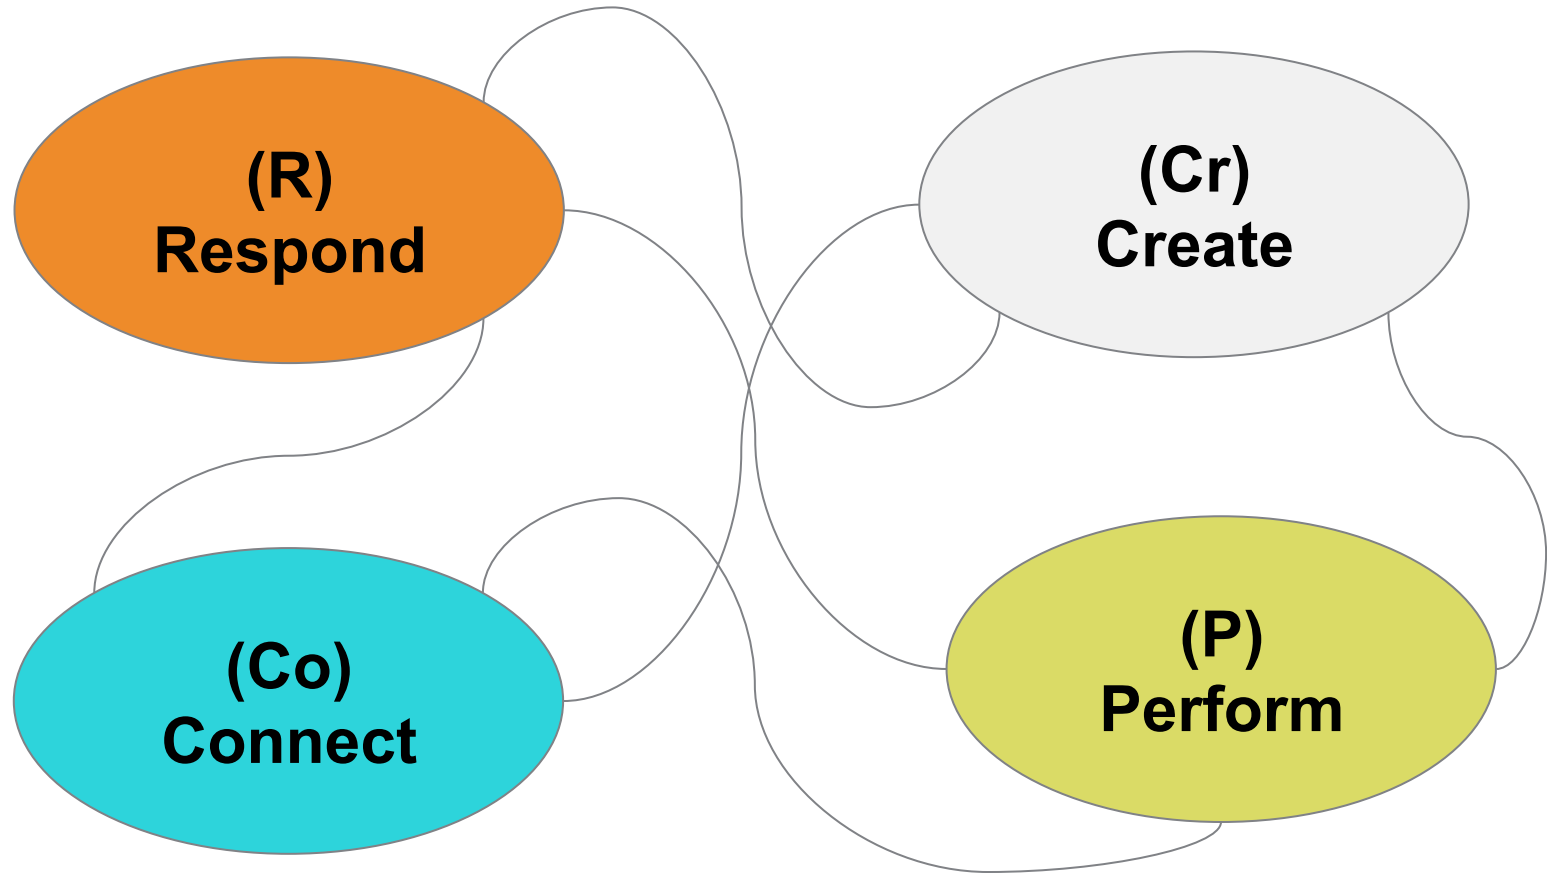 (R)
Respond
(Cr)
Create
(Co)
Connect
(P)
Perform